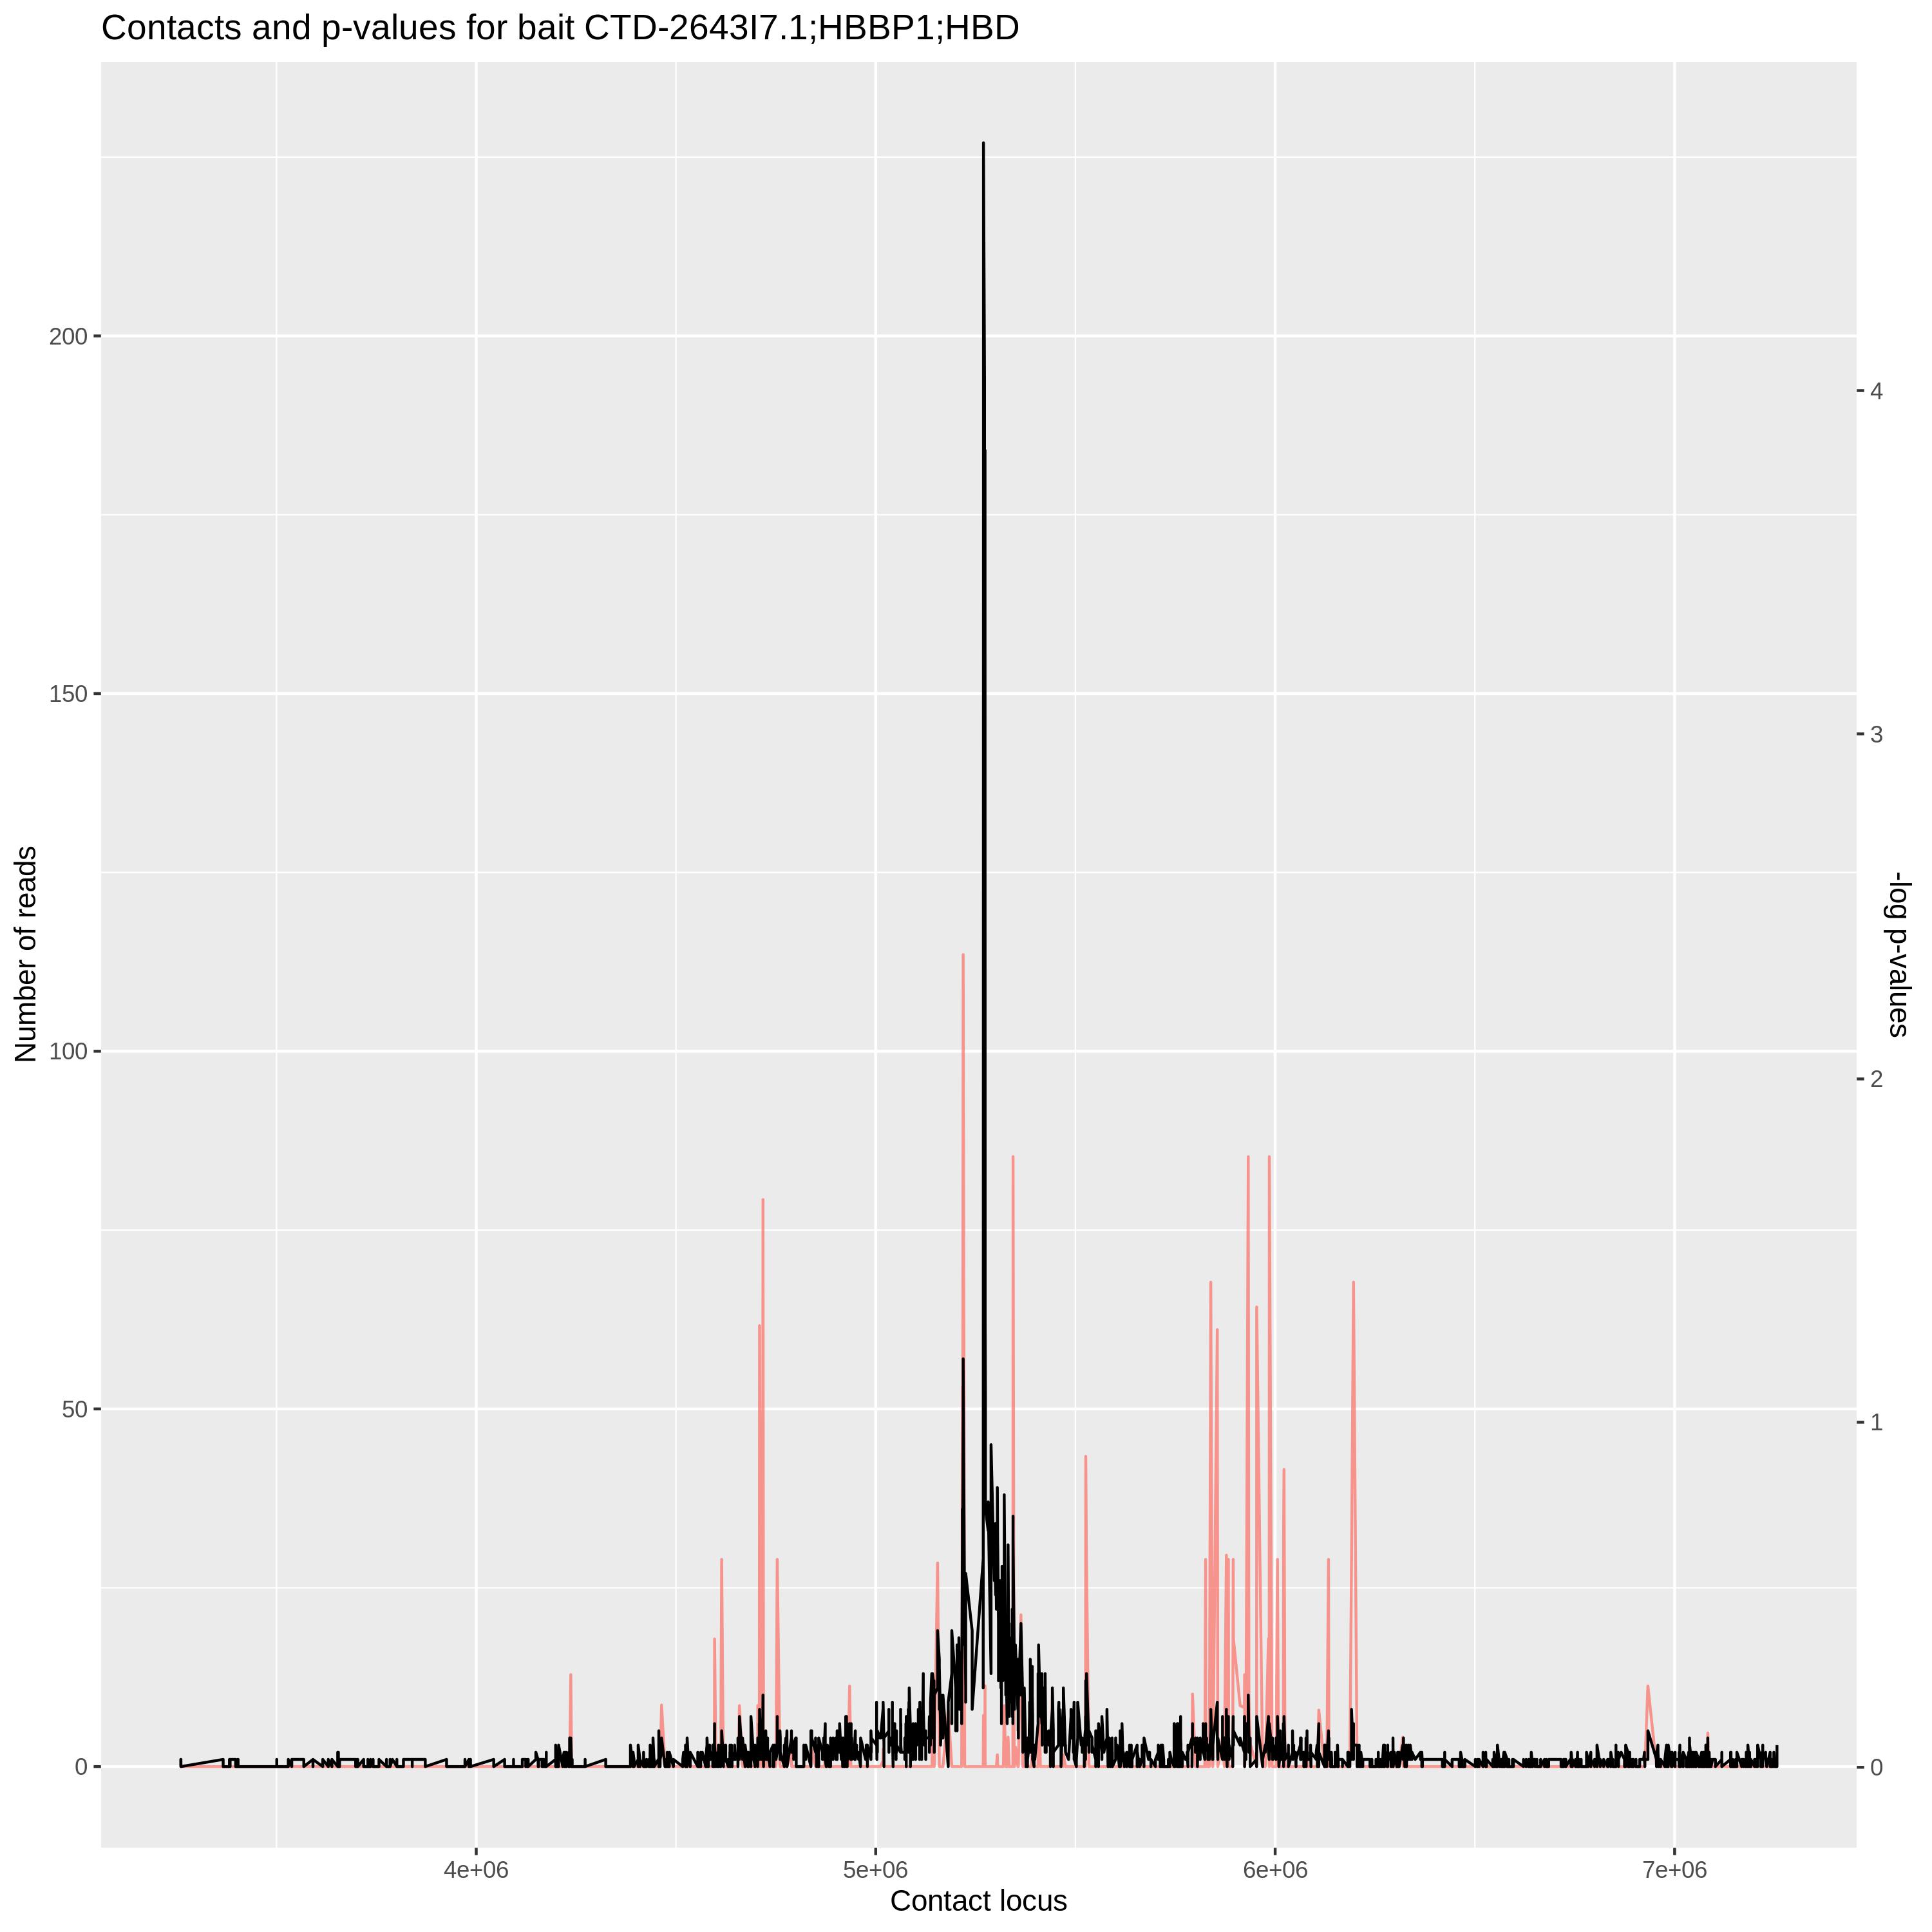 Contacts and p-values for bait CTD-2643I7.1;HBBP1;HBD
200
150
100
50
0
Number of reads
4
3
2
1
0
-log p-values
4e+06
5e+06
6e+06
7e+06
Contact locus